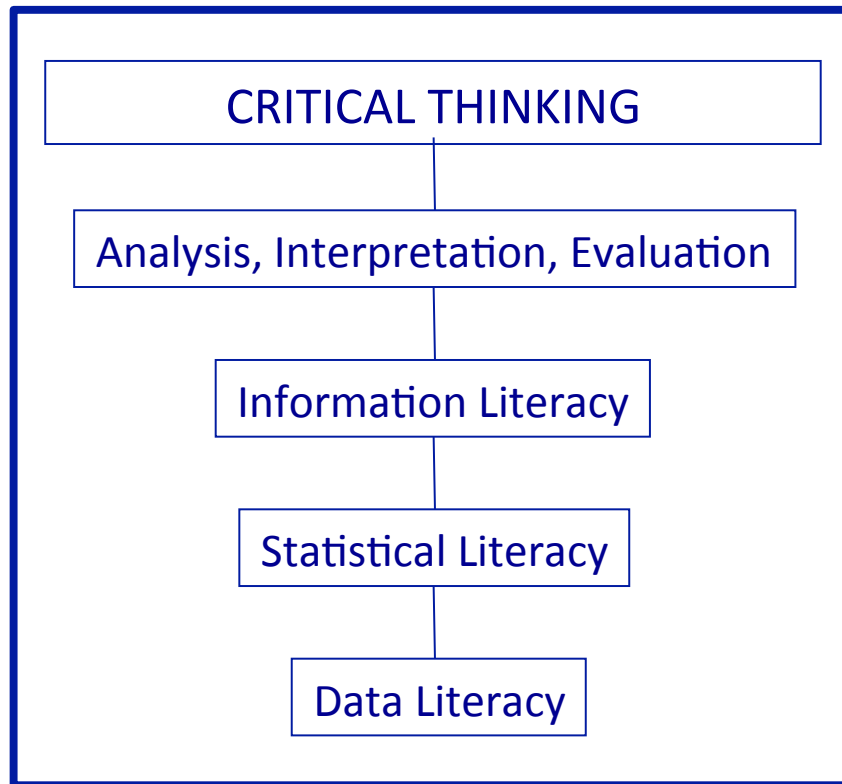 CRITICAL THINKING
Analysis, Interpretation, Evaluation
Information Literacy
Statistical Literacy
Data Literacy